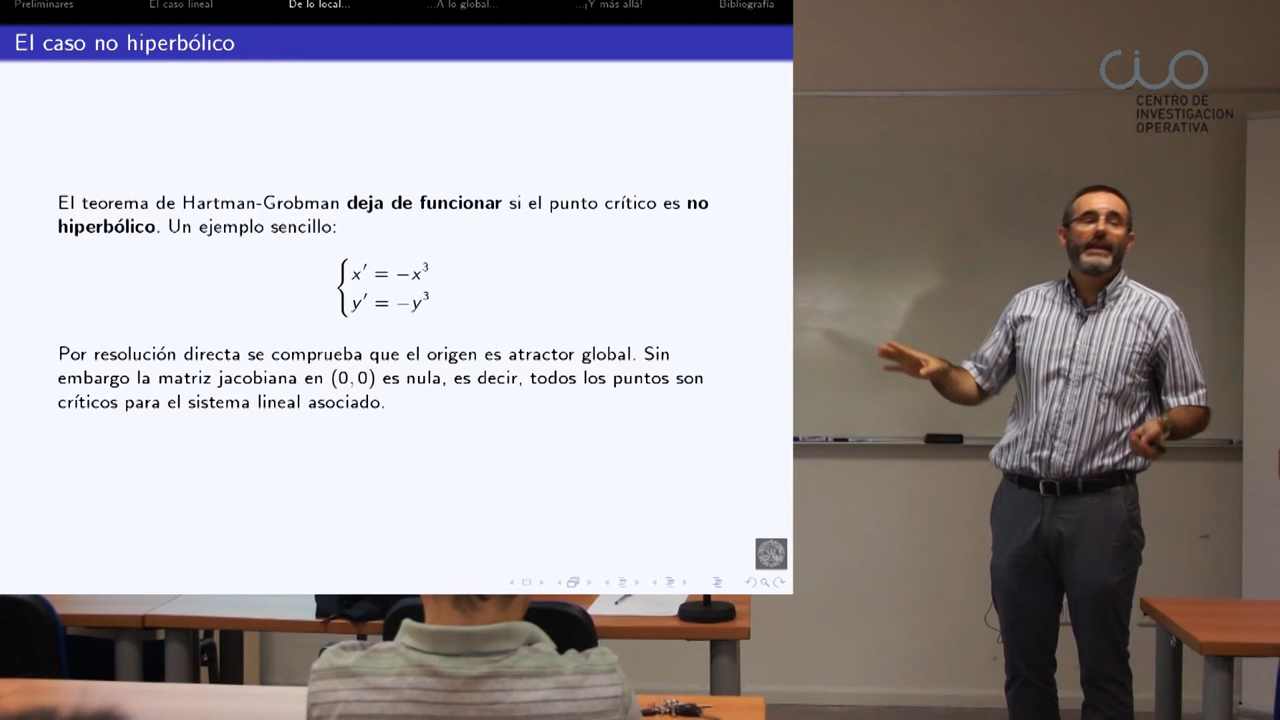 Preliminares El caso lineal De lo local... ...A lo global... ...¡Y más allá! Bibliografía
El caso no hiperbólico
El teorema de Hartman-Grobman deja de funcionar si el punto crítico es no
hiperbólico. Un ejemplo sencillo:
x′ = −x³
y′ = −y³
Por resolución directa se comprueba que el origen es atractor global. Sin
embargo la matriz jacobiana en (0, 0) es nula, es decir, todos los puntos son
críticos para el sistema lineal asociado.
CIO
CENTRO DE
INVESTIGACION
OPERATIVA